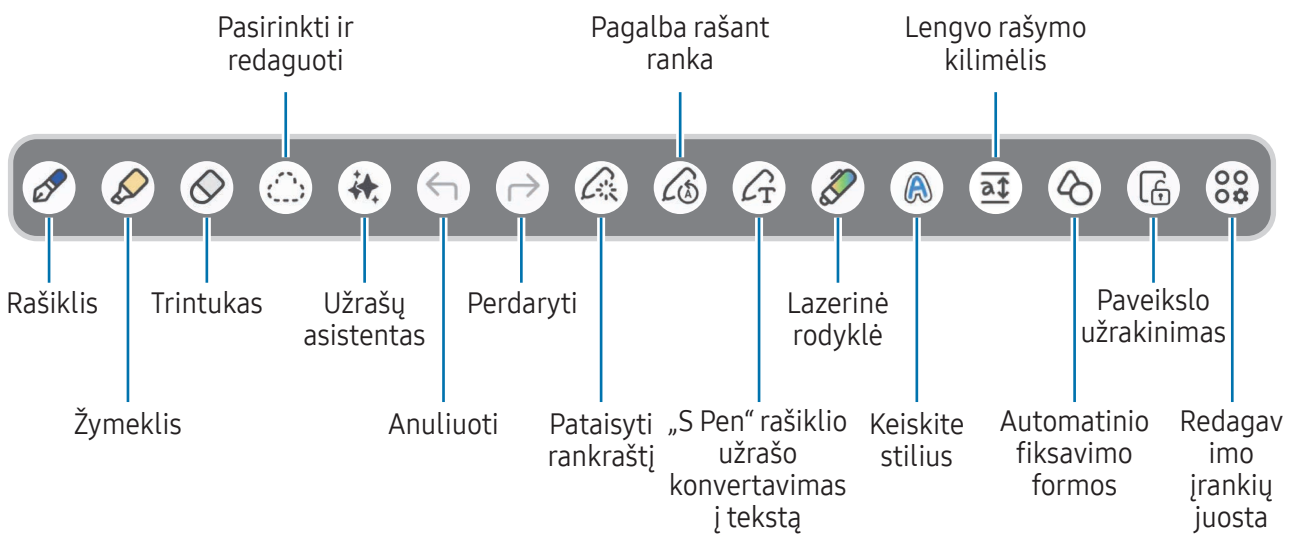 Pasirinkti ir
redaguoti
Pagalba rašant
ranka
Lengvo rašymo
kilimėlis
Rašiklis
Trintukas
Užrašų
asistentas
Perdaryti
Lazerinė
rodyklė
Paveikslo
užrakinimas
Žymeklis
Anuliuoti
Pataisyti
rankraštį
„S Pen“ rašiklio
užrašo
konvertavimas
į tekstą
Keiskite
stilius
Automatinio
fiksavimo
formos
Redagav
imo
įrankių
juosta